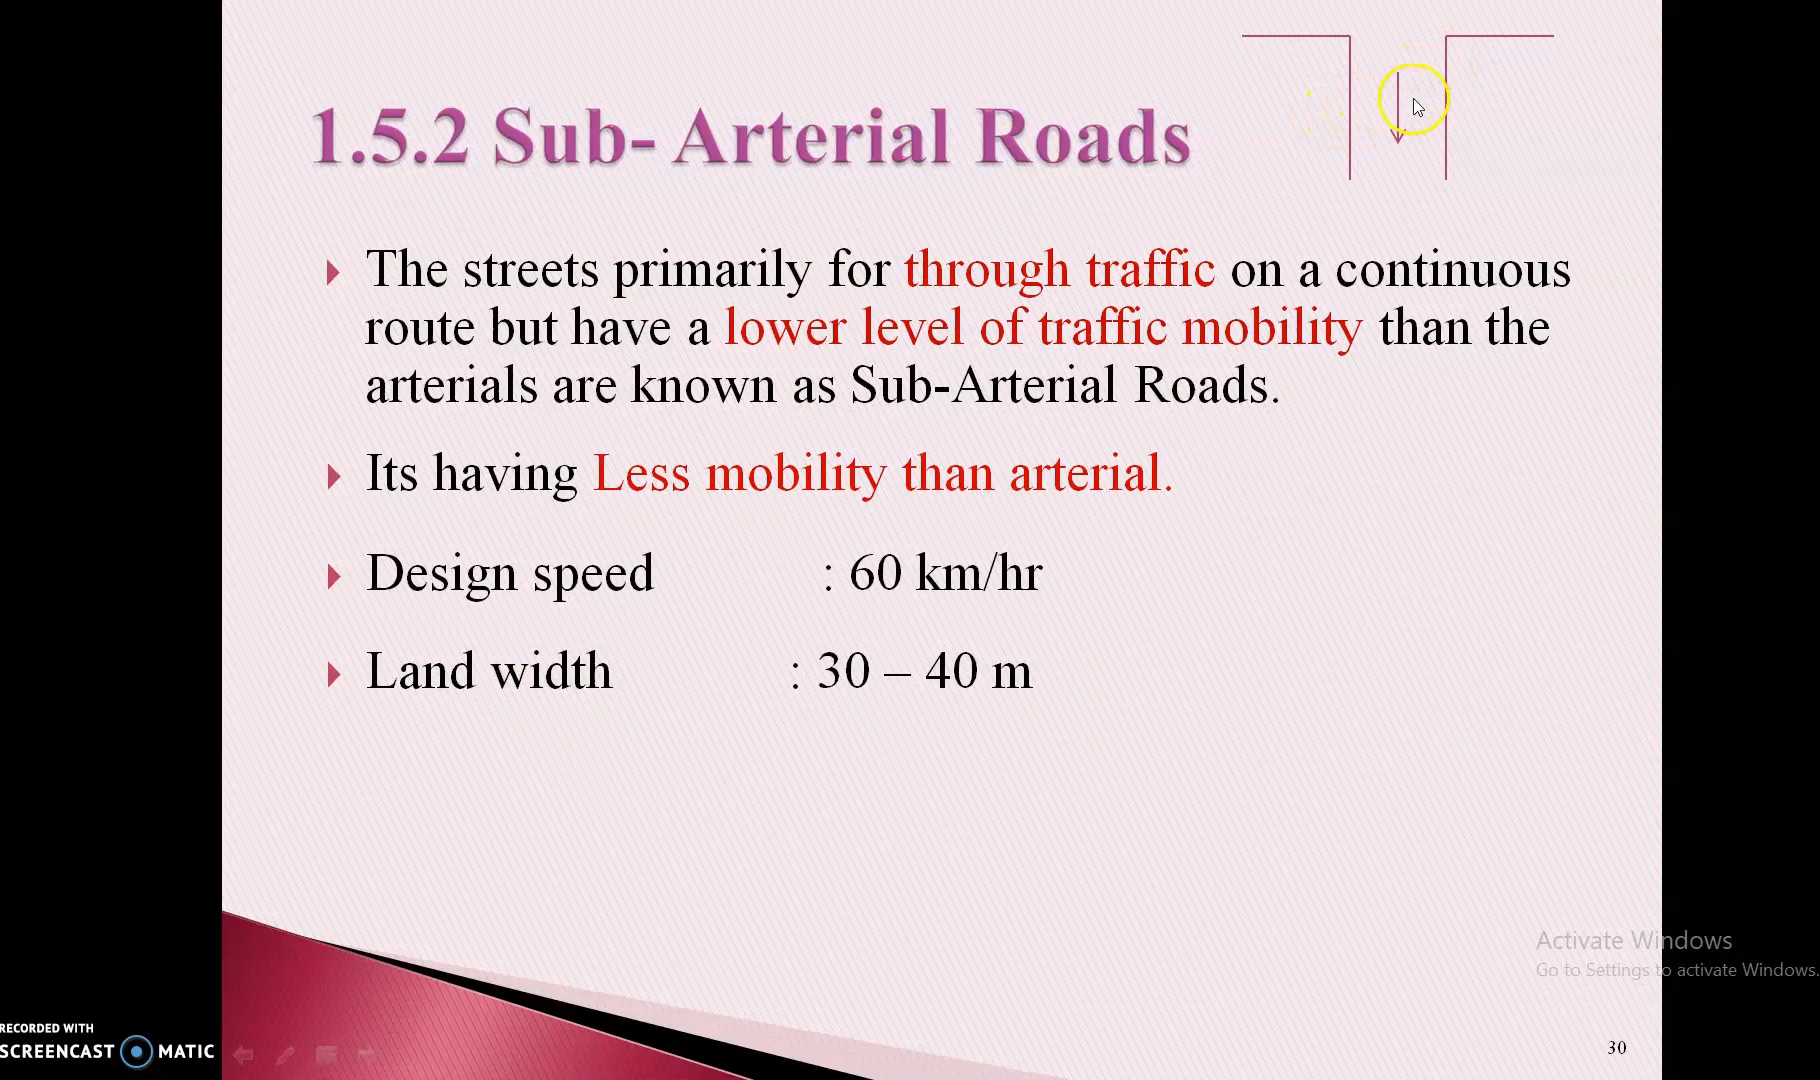 1.5.2 Sub- Arterial Roads
The streets primarily for through traffic on a continuous
route but have a lower level of traffic mobility than the
arterials are known as Sub-Arterial Roads.
Its having Less mobility than arterial.
Design speed : 60 km/hr
Land width : 30 – 40 m
Activate Windows
Go to Settings to activate Windows.
RECORDED WITH
SCREENCAST MATIC
30